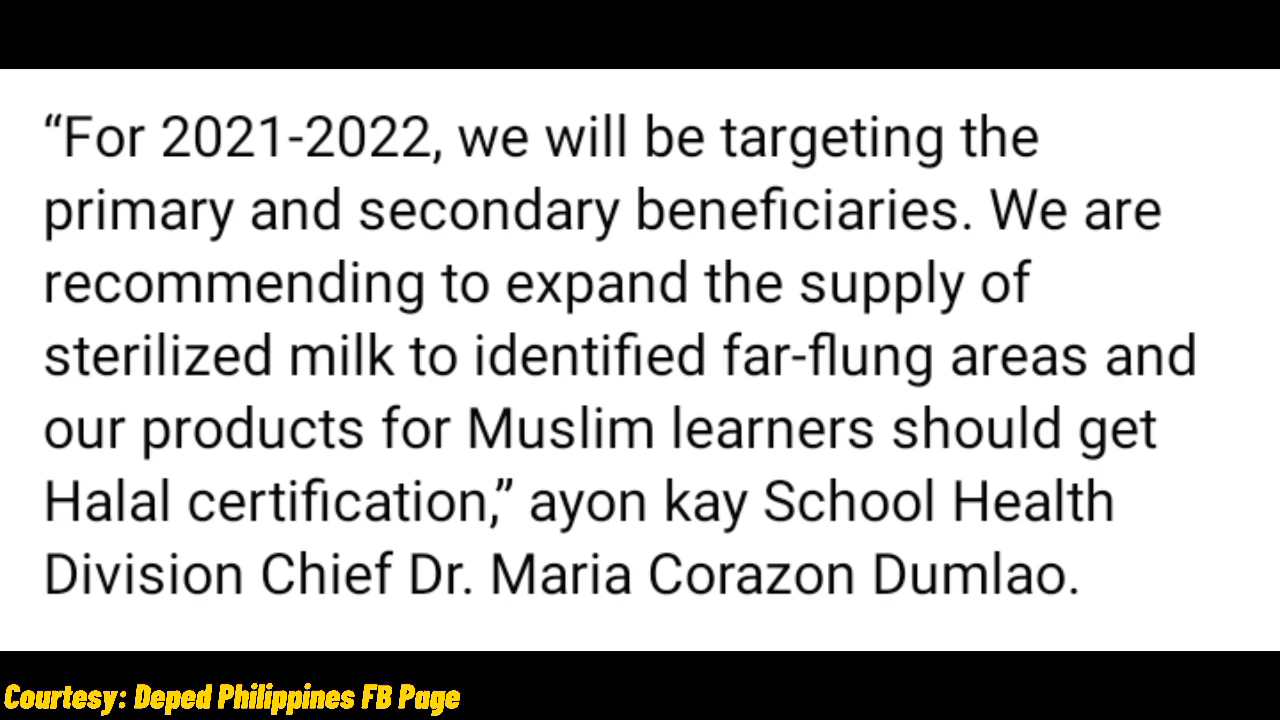 “For 2021-2022, we will be targeting the
primary and secondary beneficiaries. We are
recommending to expand the supply of
sterilized milk to identified far-flung areas and
our products for Muslim learners should get
Halal certification,” ayon kay School Health
Division Chief Dr. Maria Corazon Dumlao.
Courtesy: Deped Philippines FB Page